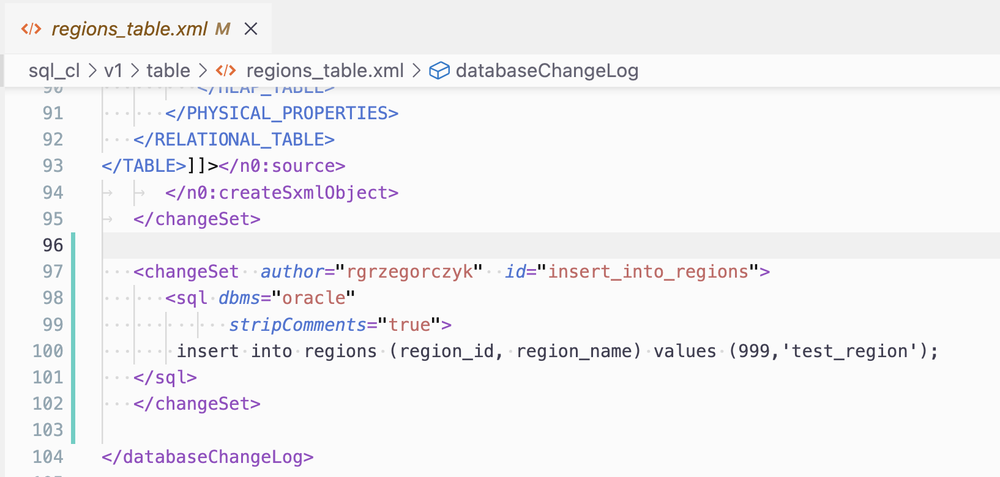 regions_table.xml M
sql_cl > v1 > table > regions_table.xml > databaseChangeLog
90 </HEAP_TABLE>
91 </PHYSICAL_PROPERTIES>
92 </RELATIONAL_TABLE>
93 </TABLE>]]></n0:source>
94 </n0:createSxmlObject>
95 </changeSet>
96
97 <changeSet  author="rgrzegorczyk"  id="insert_into_regions">
98 <sql dbms="oracle"
99 stripComments="true">
100 insert into regions (region_id, region_name) values (999,'test_region');
101 </sql>
102 </changeSet>
103
104 </databaseChangeLog>